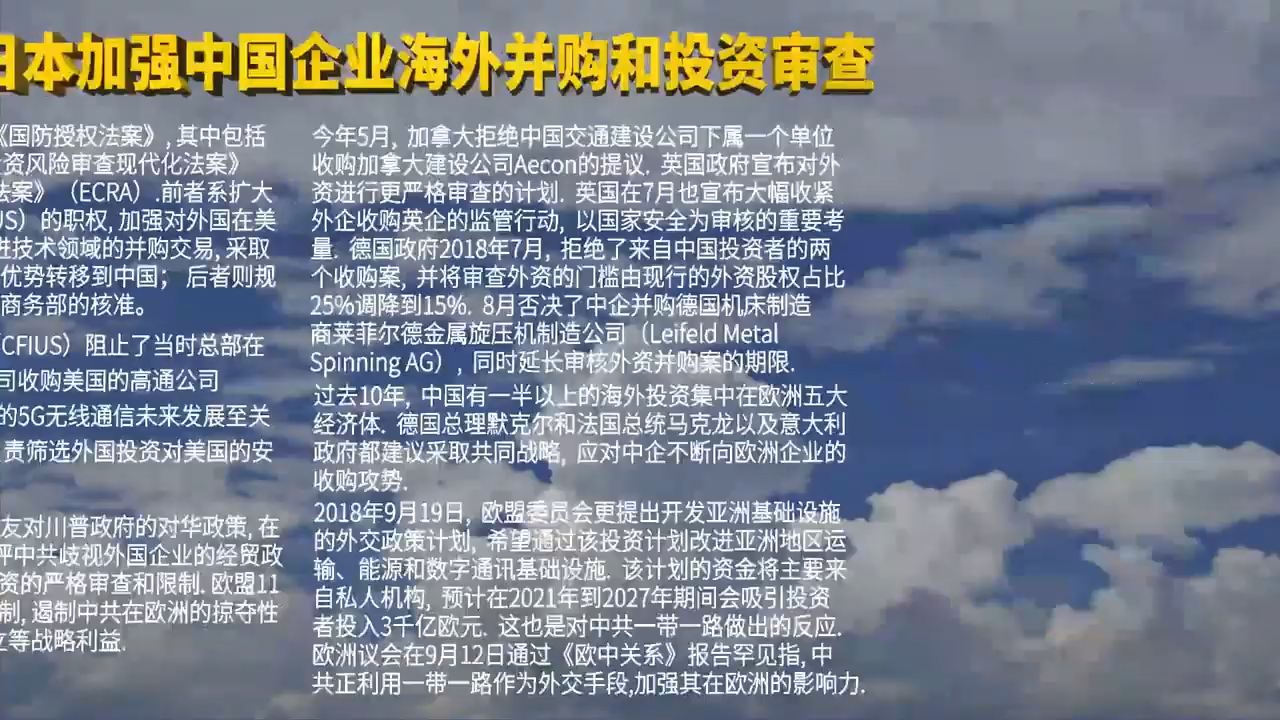 日本加强中国企业海外并购和投资审查
《国防授权法案》, 其中包括
资风险审查现代化法案》
法案》（ECRA）.前者系扩大
US）的职权, 加强对外国在美
进技术领域的并购交易, 采取
优势转移到中国； 后者则规
商务部的核准。
CFIUS）阻止了当时总部在
司收购美国的高通公司
的5G无线通信未来发展至关
责筛选外国投资对美国的安
友对川普政府的对华政策, 在
评中共歧视外国企业的经贸政
资的严格审查和限制. 欧盟11
制, 遏制中共在欧洲的掠夺性
立等战略利益.
今年5月, 加拿大拒绝中国交通建设公司下属一个单位
收购加拿大建设公司Aecon的提议. 英国政府宣布对外
资进行更严格审查的计划. 英国在7月也宣布大幅收紧
外企收购英企的监管行动, 以国家安全为审核的重要考
量. 德国政府2018年7月, 拒绝了来自中国投资者的两
个收购案, 并将审查外资的门槛由现行的外资股权占比
25%调降到15%. 8月否决了中企并购德国机床制造
商莱菲尔德金属旋压机制造公司（Leifeld Metal
Spinning AG）, 同时延长审核外资并购案的期限.
过去10年, 中国有一半以上的海外投资集中在欧洲五大
经济体. 德国总理默克尔和法国总统马克龙以及意大利
政府都建议采取共同战略, 应对中企不断向欧洲企业的
收购攻势.
2018年9月19日, 欧盟委员会更提出开发亚洲基础设施
的外交政策计划, 希望通过该投资计划改进亚洲地区运
输、能源和数字通讯基础设施. 该计划的资金将主要来
自私人机构, 预计在2021年到2027年期间会吸引投资
者投入3千亿欧元. 这也是对中共一带一路做出的反应.
欧洲议会在9月12日通过《欧中关系》报告罕见指, 中
共正利用一带一路作为外交手段,加强其在欧洲的影响力.